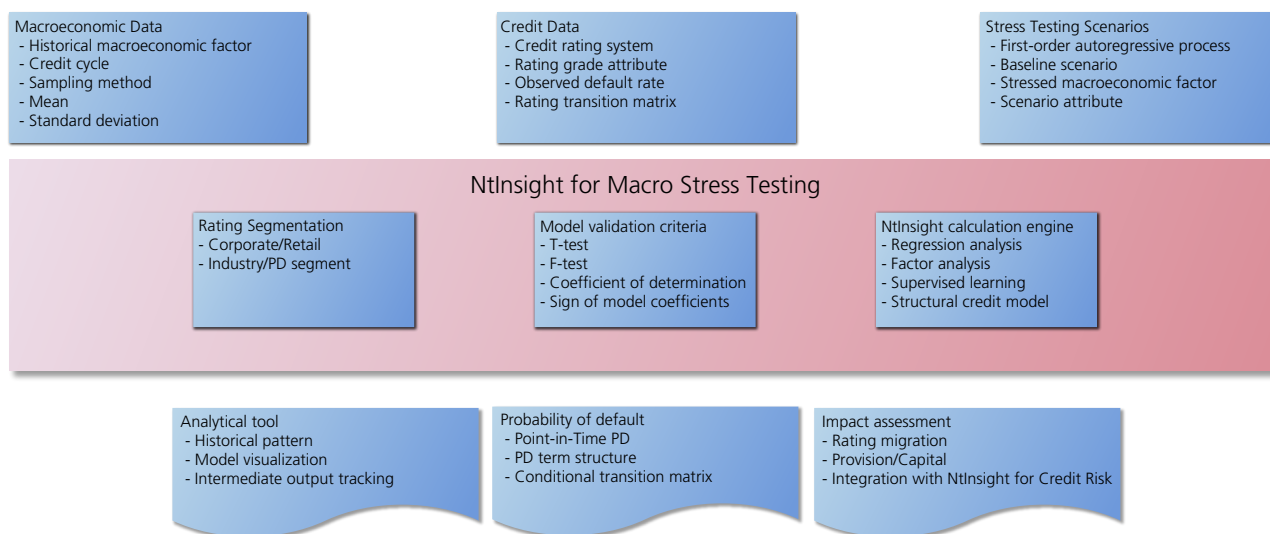 Macroeconomic Data
- Historical macroeconomic factor
- Credit cycle
- Sampling method
- Mean
- Standard deviation
Credit Data
- Credit rating system
- Rating grade attribute
- Observed default rate
- Rating transition matrix
Stress Testing Scenarios
- First-order autoregressive process
- Baseline scenario
- Stressed macroeconomic factor
- Scenario attribute
NtInsight for Macro Stress Testing
Rating Segmentation
- Corporate/Retail
- Industry/PD segment
Model validation criteria
- T-test
- F-test
- Coefficient of determination
- Sign of model coefficients
NtInsight calculation engine
- Regression analysis
- Factor analysis
- Supervised learning
- Structural credit model
Analytical tool
- Historical pattern
- Model visualization
- Intermediate output tracking
Probability of default
- Point-in-Time PD
- PD term structure
- Conditional transition matrix
Impact assessment
- Rating migration
- Provision/Capital
- Integration with NtInsight for Credit Risk